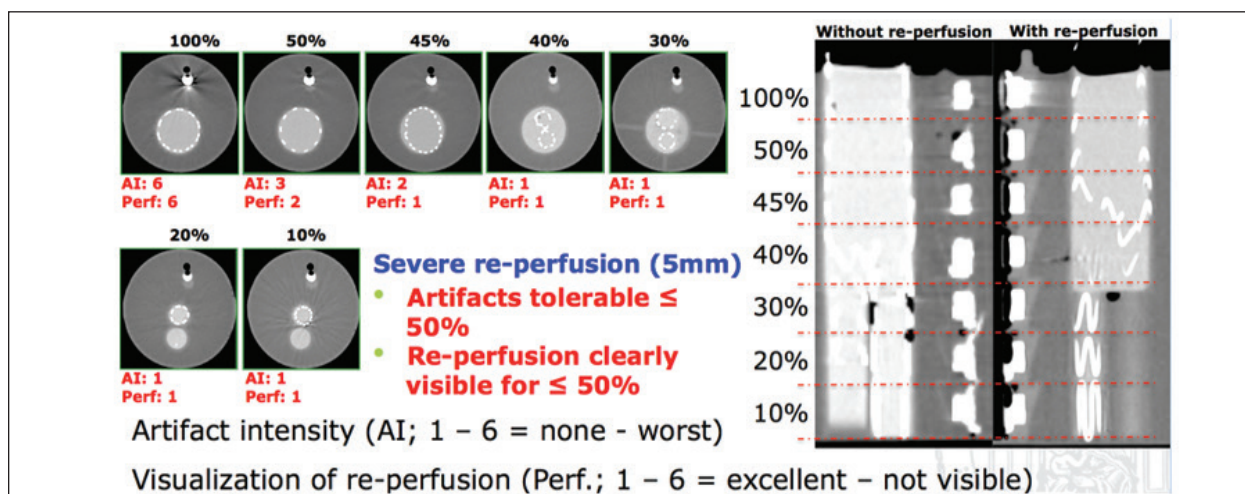 100% 50% 45% 40% 30%
AI: 6 AI: 3 AI: 2 AI: 1 AI: 1
Perf: 6 Perf: 2 Perf: 1 Perf: 1 Perf: 1
20% 10%
AI: 1 AI: 1
Perf: 1 Perf: 1
Severe re-perfusion (5mm)
• Artifacts tolerable ≤
50%
• Re-perfusion clearly
visible for ≤ 50%
Without re-perfusion With re-perfusion
100%
50%
45%
40%
30%
20%
10%
Artifact intensity (AI; 1 – 6 = none - worst)
Visualization of re-perfusion (Perf.; 1 – 6 = excellent – not visible)